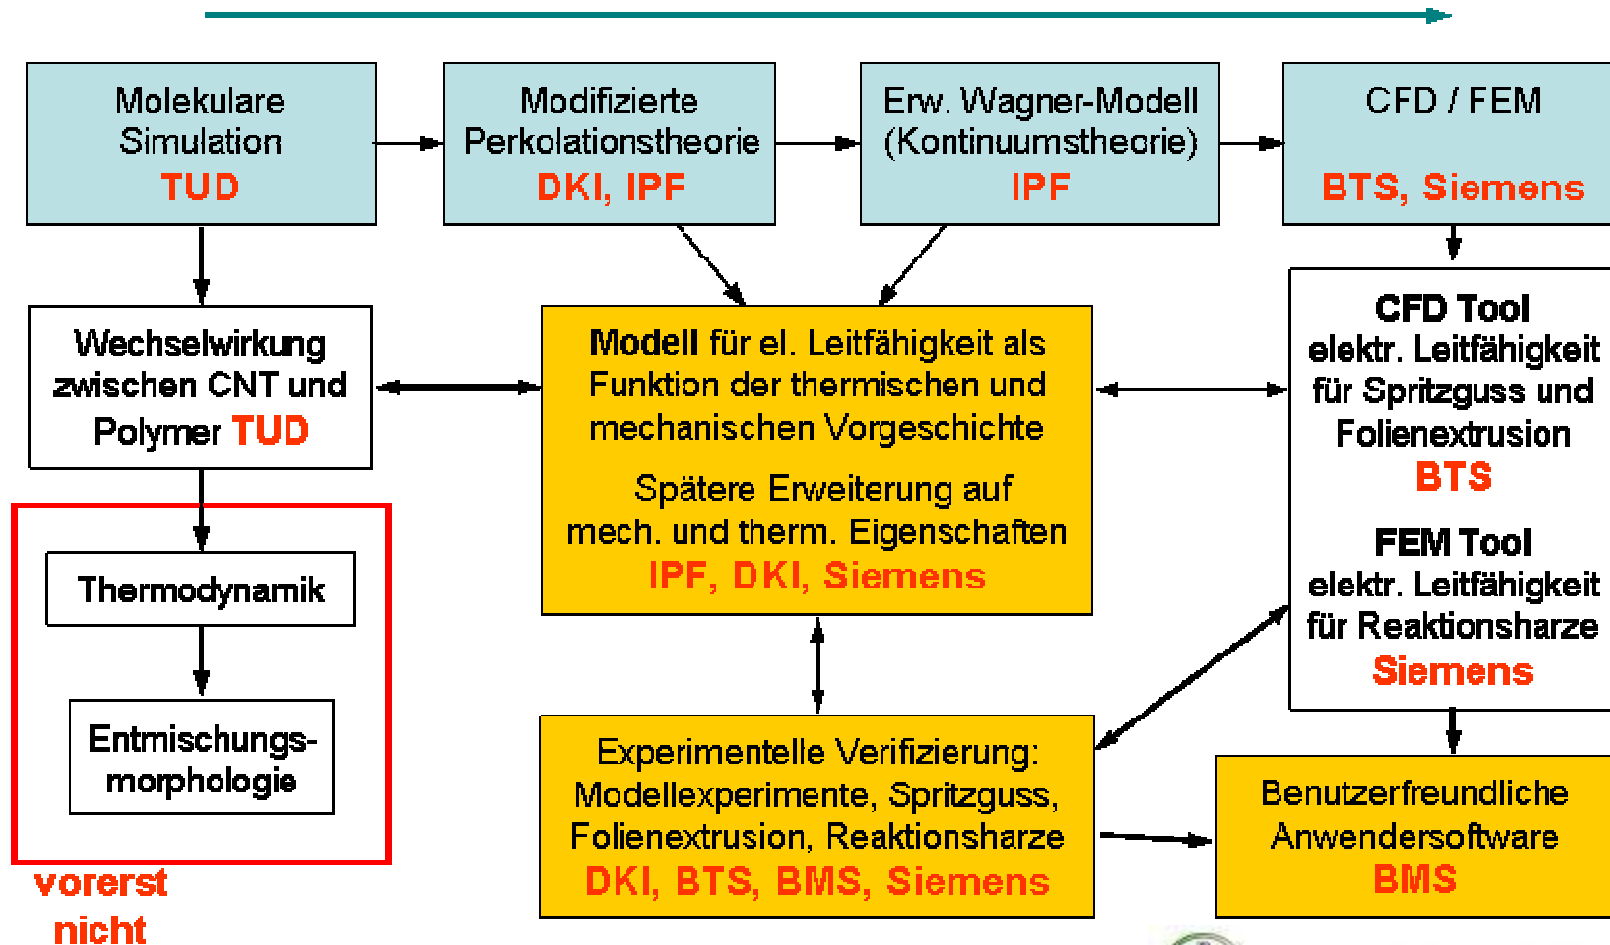 Molekulare
Simulation
TUD
Modifizierte
Perkolationstheorie
DKI, IPF
Erw. Wagner-Modell
(Kontinuumstheorie)
IPF
CFD / FEM
BTS, Siemens
Wechselwirkung
zwischen CNT und
Polymer TUD
Modell für el. Leitfähigkeit als
Funktion der thermischen und
mechanischen Vorgeschichte
Spätere Erweiterung auf
mech. und therm. Eigenschaften
IPF, DKI, Siemens
CFD Tool
elektr. Leitfähigkeit
für Spritzguss und
Folienextrusion
BTS
FEM Tool
elektr. Leitfähigkeit
für Reaktionsharze
Siemens
Thermodynamik
Entmischungs-
morphologie
vorerst
nicht
Experimentelle Verifizierung:
Modellexperimente, Spritzguss,
Folienextrusion, Reaktionsharze
DKI, BTS, BMS, Siemens
Benutzerfreundliche
Anwendersoftware
BMS